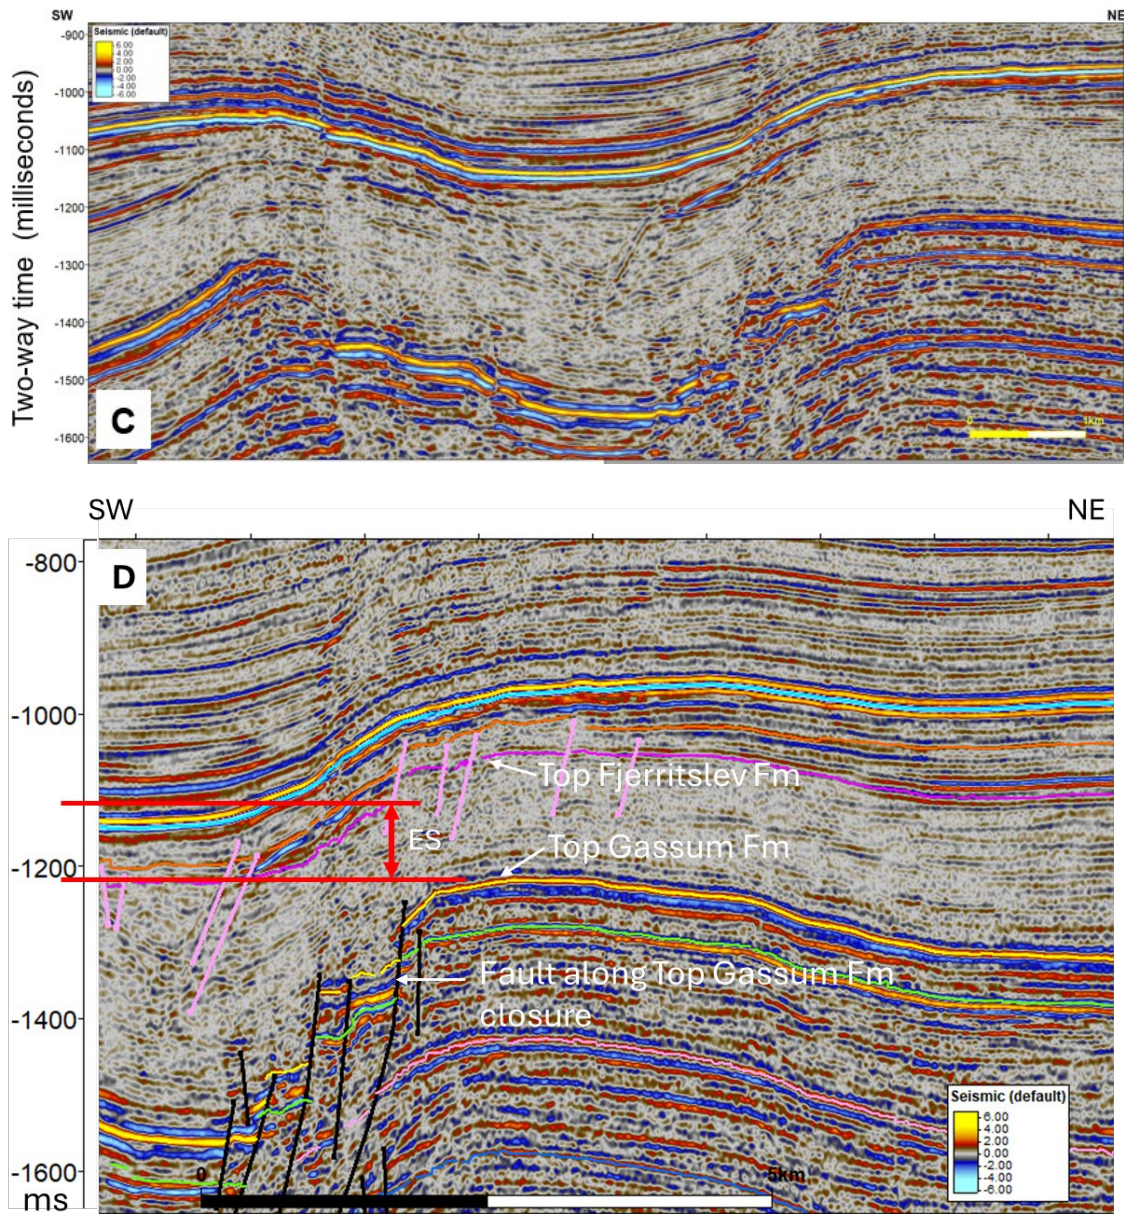 SW
NE
Seismic (default)
6.00
4.00
2.00
0.00
-2.00
-4.00
-6.00
-900
-1000
-1100
-1200
-1300
-1400
-1500
-1600
Two-way time (milliseconds)
C
0
1Km
SW
NE
D
-800
-1000
-1200
-1400
-1600
ms
Top Fjerritslev Fm
ES
Top Gassum Fm
Fault along Top Gassum Fm
closure
Seismic (default)
6.00
4.00
2.00
0.00
-2.00
-4.00
-6.00
0
5km